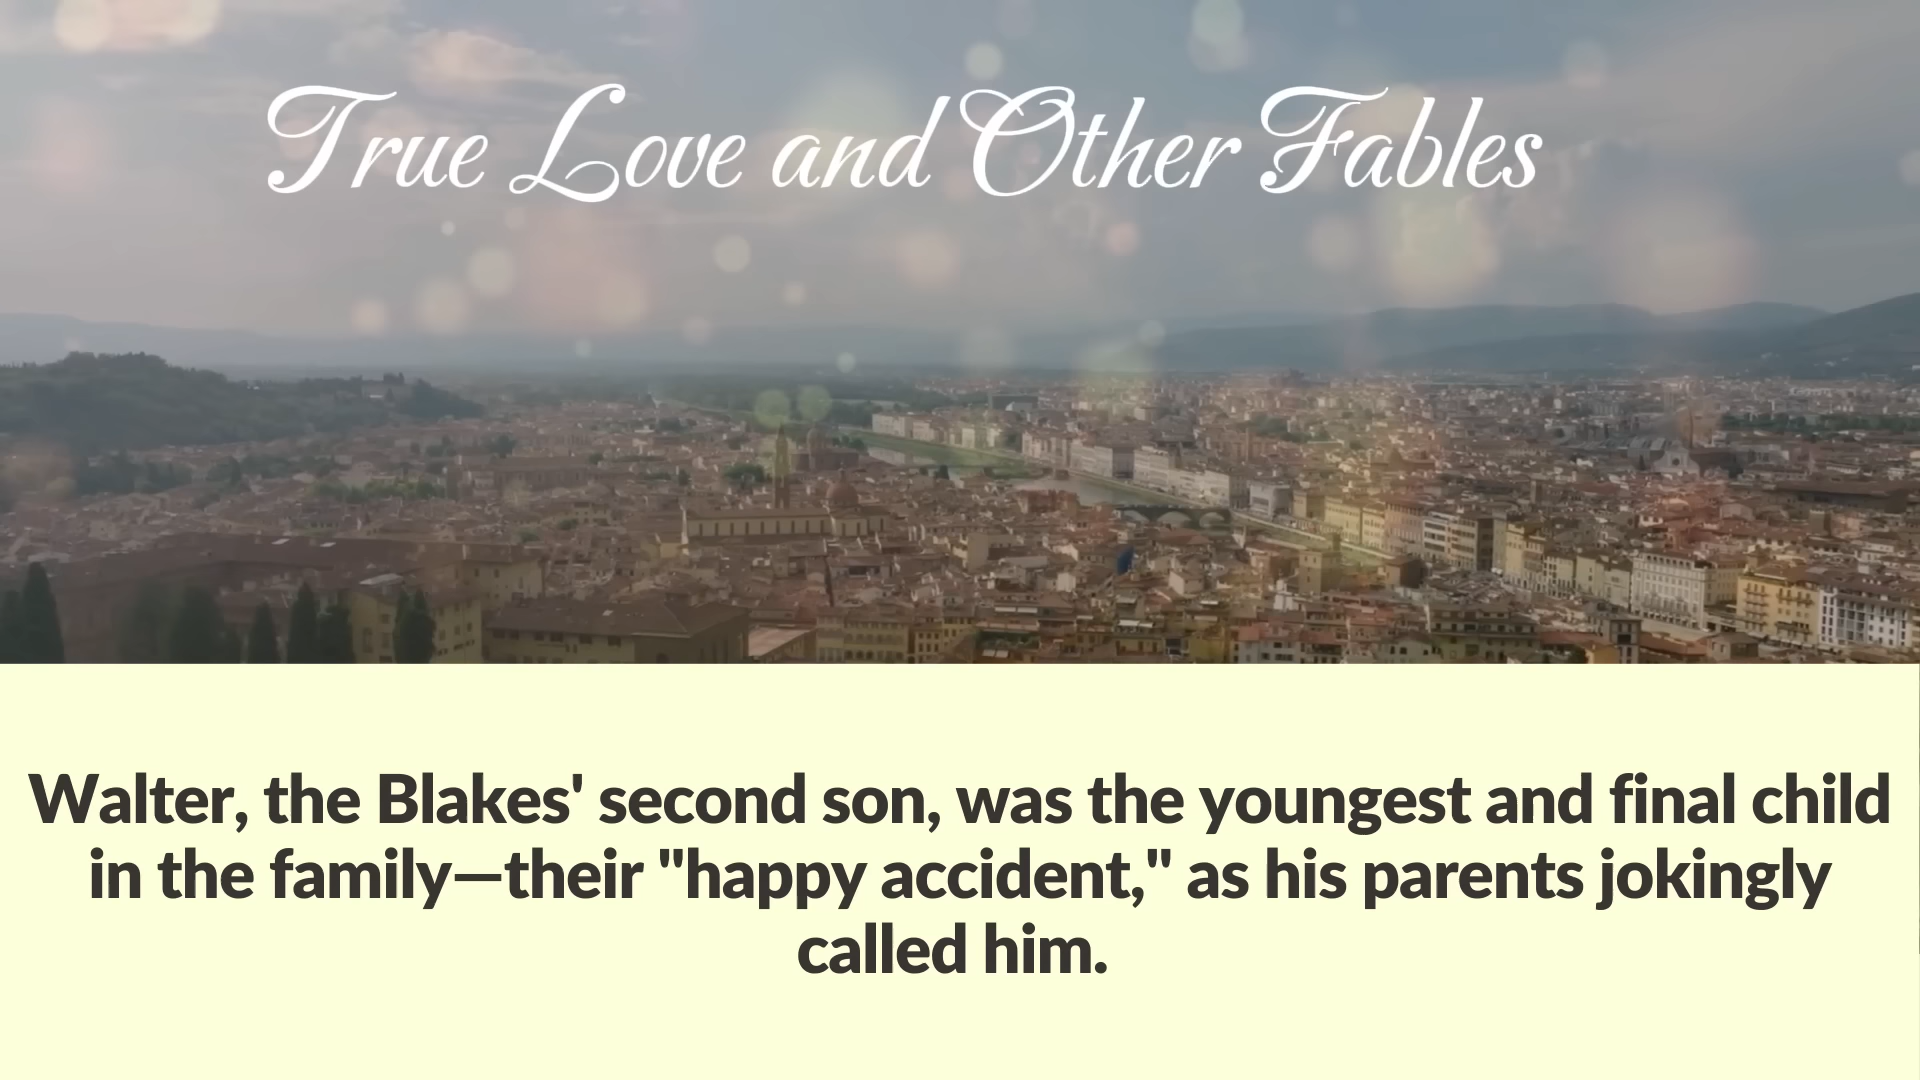 True Love and Other Fables
Walter, the Blakes' second son, was the youngest and final child
in the family—their "happy accident," as his parents jokingly
called him.